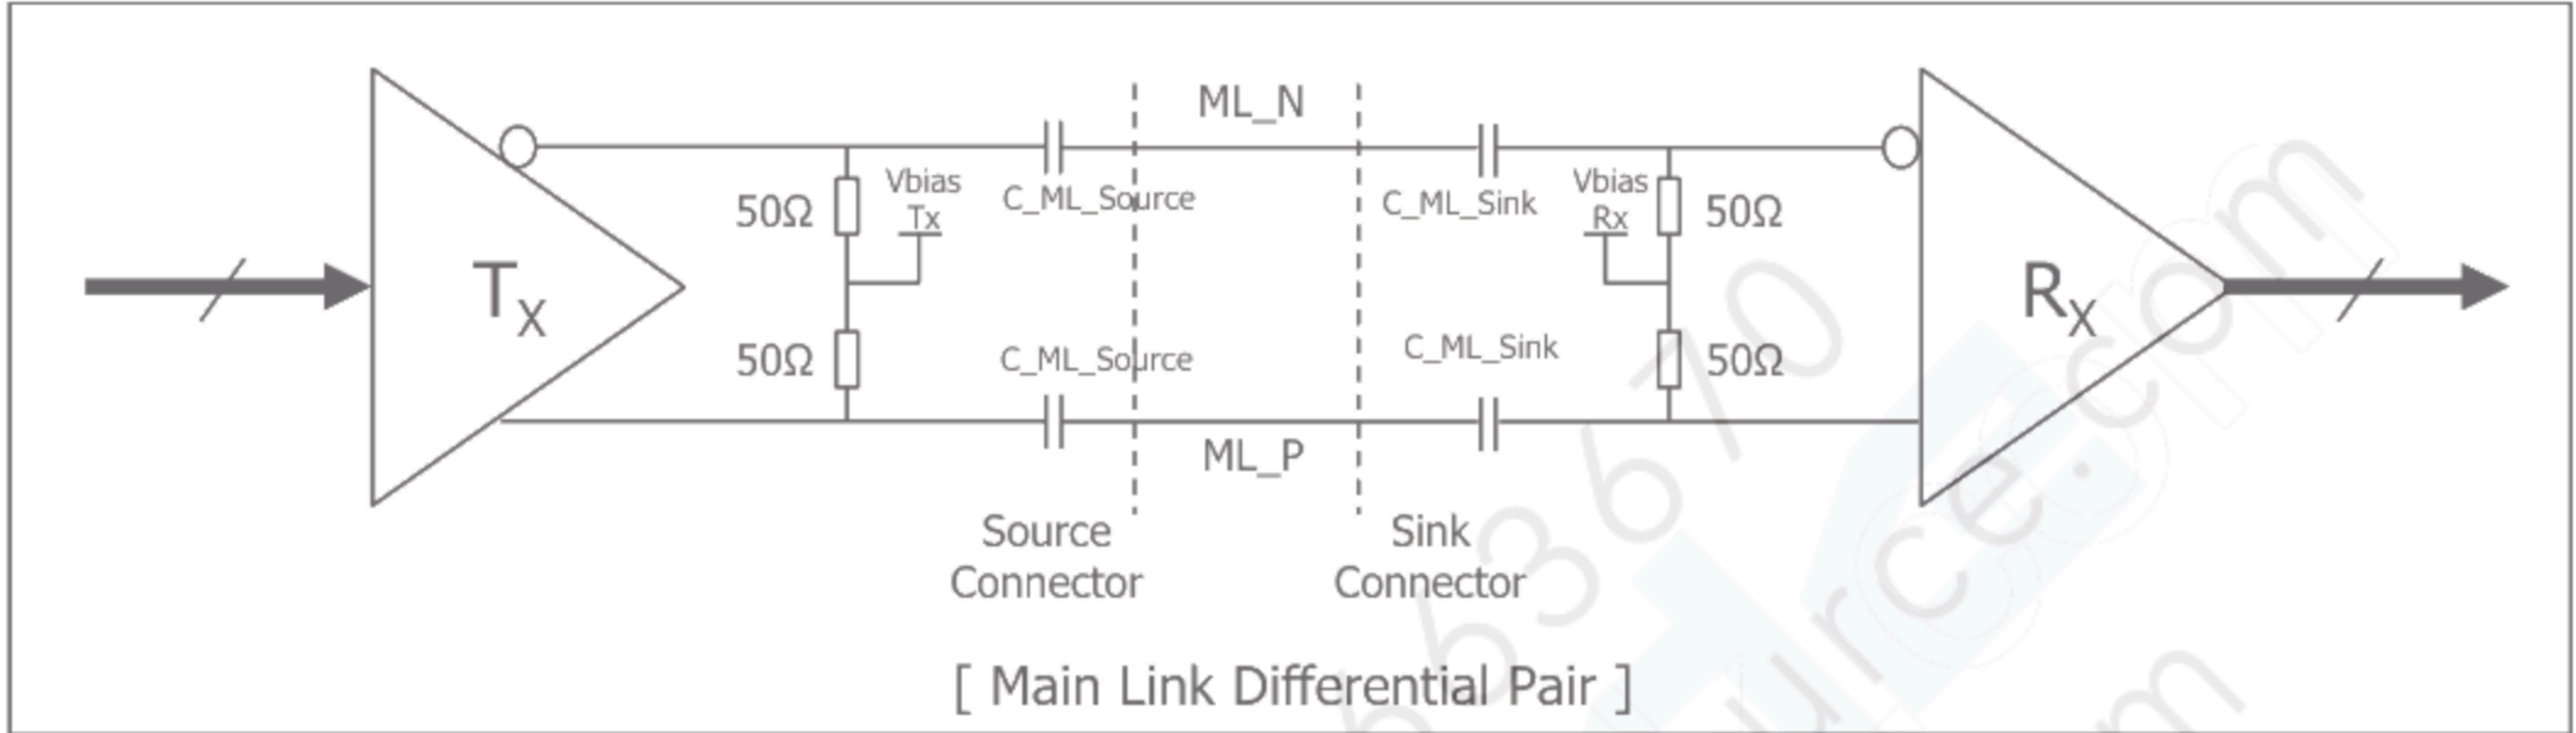 ML_N
Vbias
Tx
C_ML_Source
C_ML_Sink
Vbias
Rx
50Ω
50Ω
TX
RX
50Ω
C_ML_Source
C_ML_Sink
50Ω
ML_P
Source
Connector
Sink
Connector
[ Main Link Differential Pair ]